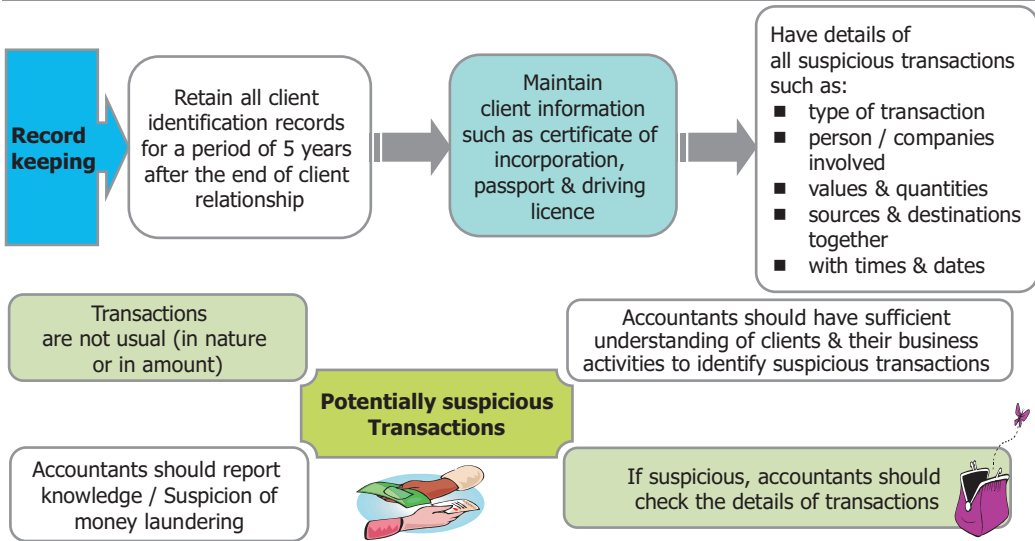 Record
keeping
Retain all client
identification records
for a period of 5 years
after the end of client
relationship
Maintain
client information
such as certificate of
incorporation,
passport & driving
licence
Have details of
all suspicious transactions
such as:
■ type of transaction
■ person / companies
involved
■ values & quantities
■ sources & destinations
together
■ with times & dates
Transactions
are not usual (in nature
or in amount)
Accountants should have sufficient
understanding of clients & their business
activities to identify suspicious transactions
Potentially suspicious
Transactions
Accountants should report
knowledge / Suspicion of
money laundering
If suspicious, accountants should
check the details of transactions